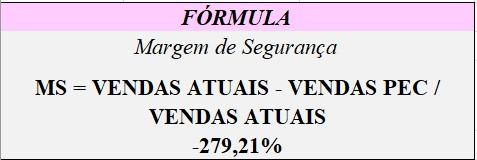 FÓRMULA
Margem de Segurança
MS = VENDAS ATUAIS - VENDAS PEC /
VENDAS ATUAIS
-279,21%